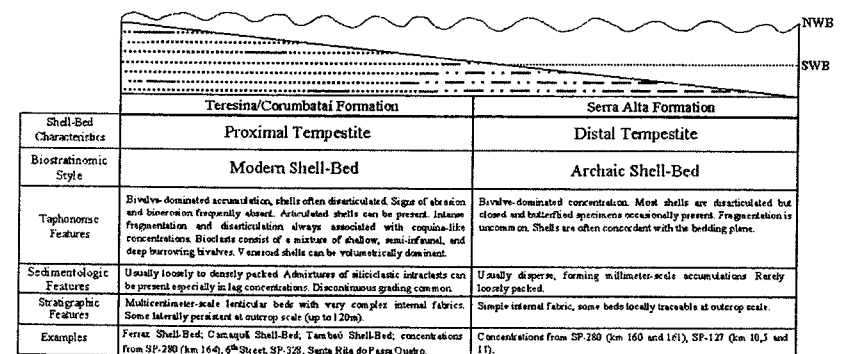 NWB
SWB
Teresina/Corumbataí Formation
Serra Alta Formation
Shell-Bed
Characteristics
Proximal Tempestite
Distal Tempestite
Biostratinomic
Style
Modern Shell-Bed
Archaic Shell-Bed
Taphonomic
Features
Bivalve-dominated accumulation, shells often disarticulated. Signs of abrasion
and bioerosion frequently absent. Articulated shells can be present. Intense
fragmentation and disarticulation always associated with coquina-like
concentrations. Bioclasts consist of a mixture of shallow, semi-infaunal, and
deep burrowing bivalves. Veneroid shells can be volumetrically dominant.
Bivalve-dominated concentration. Most shells are disarticulated but
closed and butterflied specimens occasionally present. Fragmentation is
uncommon. Shells are often concordant with the bedding plane.
Sedimentologic
Features
Usually loosely to densely packed. Admixtures of siliciclastic intraclasts can
be present especially in lag concentrations. Discontinuous grading common.
Usually disperse, forming millimeter-scale accumulations. Rarely
loosely packed.
Stratigraphic
Features
Multicentimeter-scale lenticular beds with very complex internal fabrics.
Some laterally persistent at outcrop scale (up to 120m).
Simple internal fabric, some beds locally traceable at outcrop scale.
Examples
Ferraz Shell-Bed; Camaquã Shell-Bed; Tambaú Shell-Bed; concentrations
from SP-280 (km 164), 6th Street, SP-328, Santa Rita do Passa Quatro.
Concentrations from SP-280 (km 160 and 161), SP-127 (km 10,5 and
11).